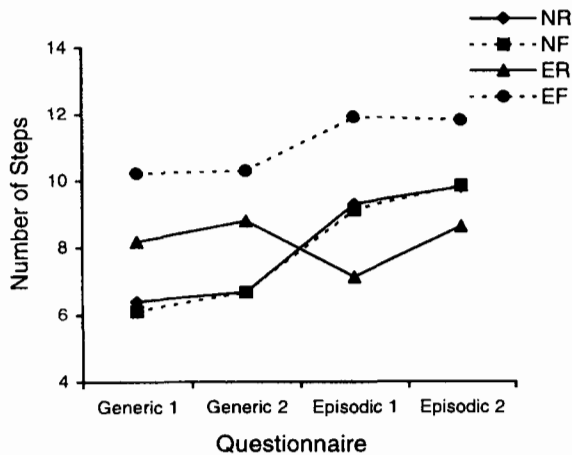 NR
NF
ER
EF
14
12
10
8
6
4
Number of Steps
Generic 1 Generic 2 Episodic 1 Episodic 2
Questionnaire